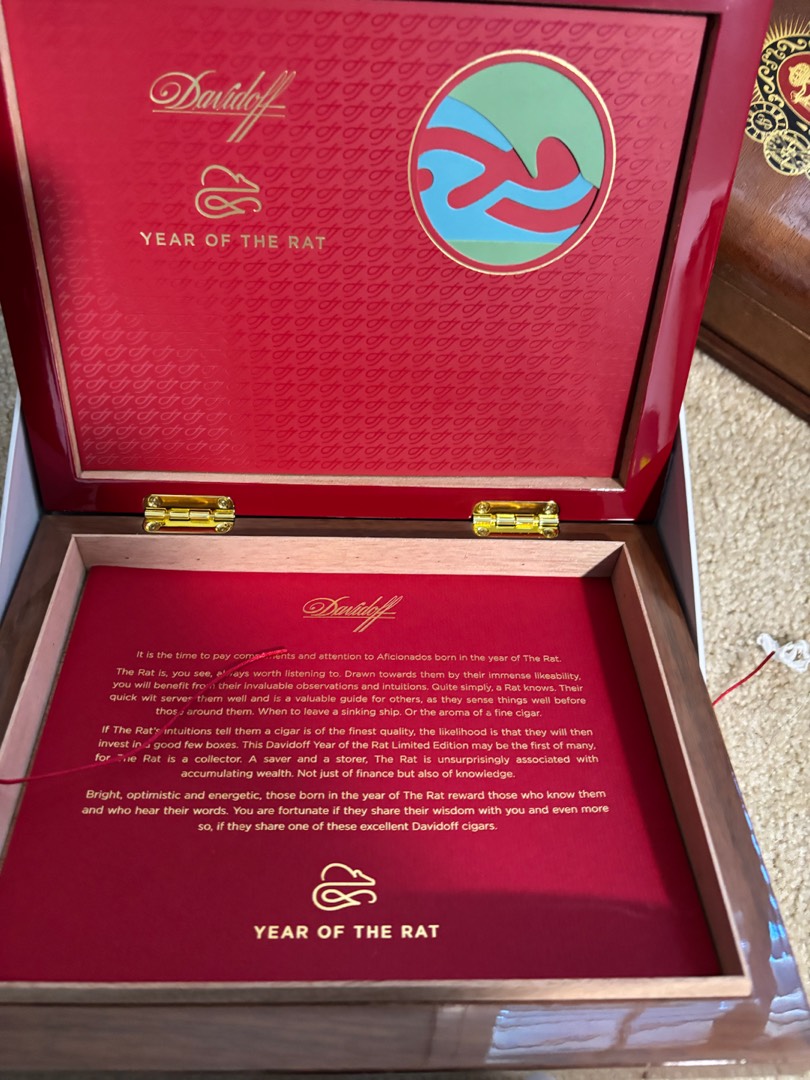 Davidoff
YEAR OF THE RAT
Davidoff
It is the time to pay compliments and attention to Aficionados born in the year of The Rat.
The Rat is, you see, always worth listening to. Drawn towards them by their immense likeability,
you will benefit from their invaluable observations and intuitions. Quite simply, a Rat knows. Their
quick wit serves them well and is a valuable guide for others, as they sense things well before
those around them. When to leave a sinking ship. Or the aroma of a fine cigar.
If The Rat's intuitions tell them a cigar is of the finest quality, the likelihood is that they will then
invest in a good few boxes. This Davidoff Year of the Rat Limited Edition may be the first of many,
for The Rat is a collector. A saver and a storer, The Rat is unsurprisingly associated with
accumulating wealth. Not just of finance but also of knowledge.
Bright, optimistic and energetic, those born in the year of The Rat reward those who know them
and who hear their words. You are fortunate if they share their wisdom with you and even more
so, if they share one of these excellent Davidoff cigars.
YEAR OF THE RAT